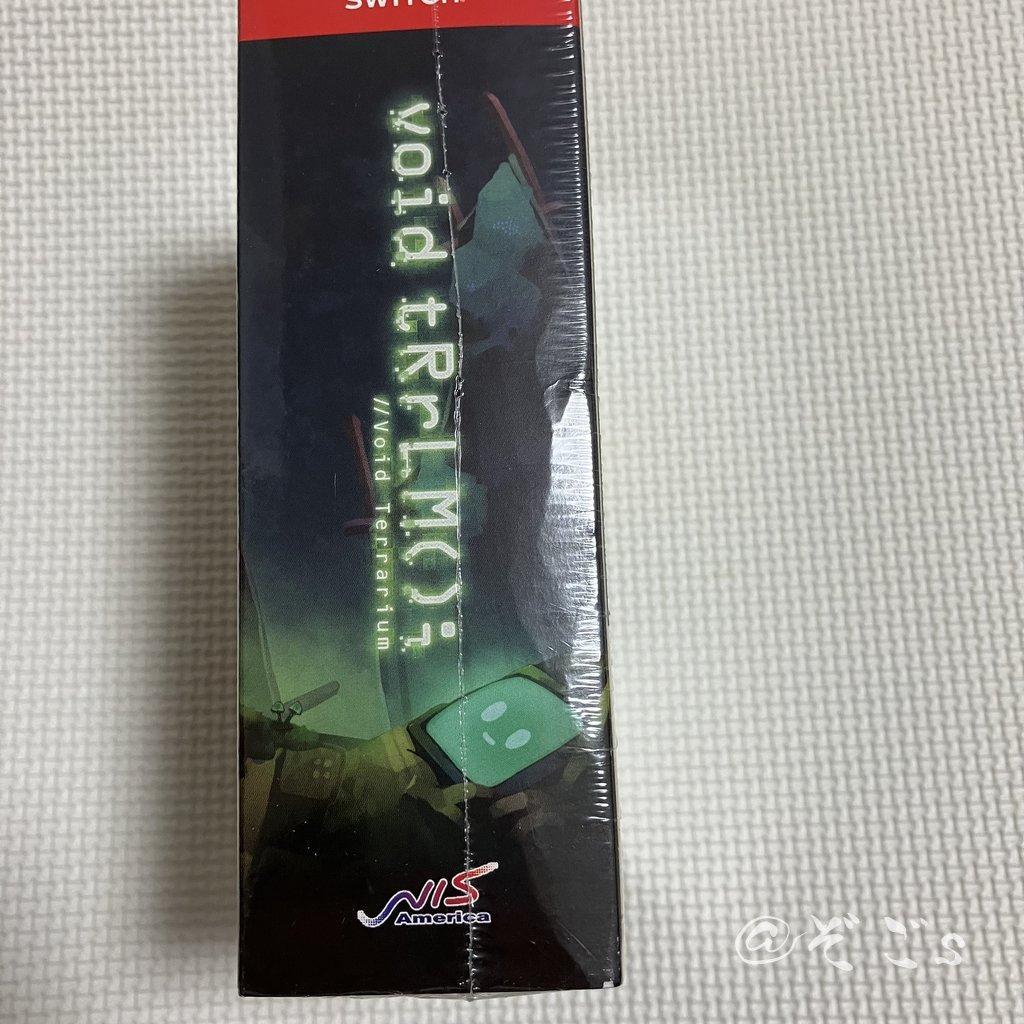 SWITCH
void tRrLM();
//Void Terrarium
NIS
America
@ぞごs